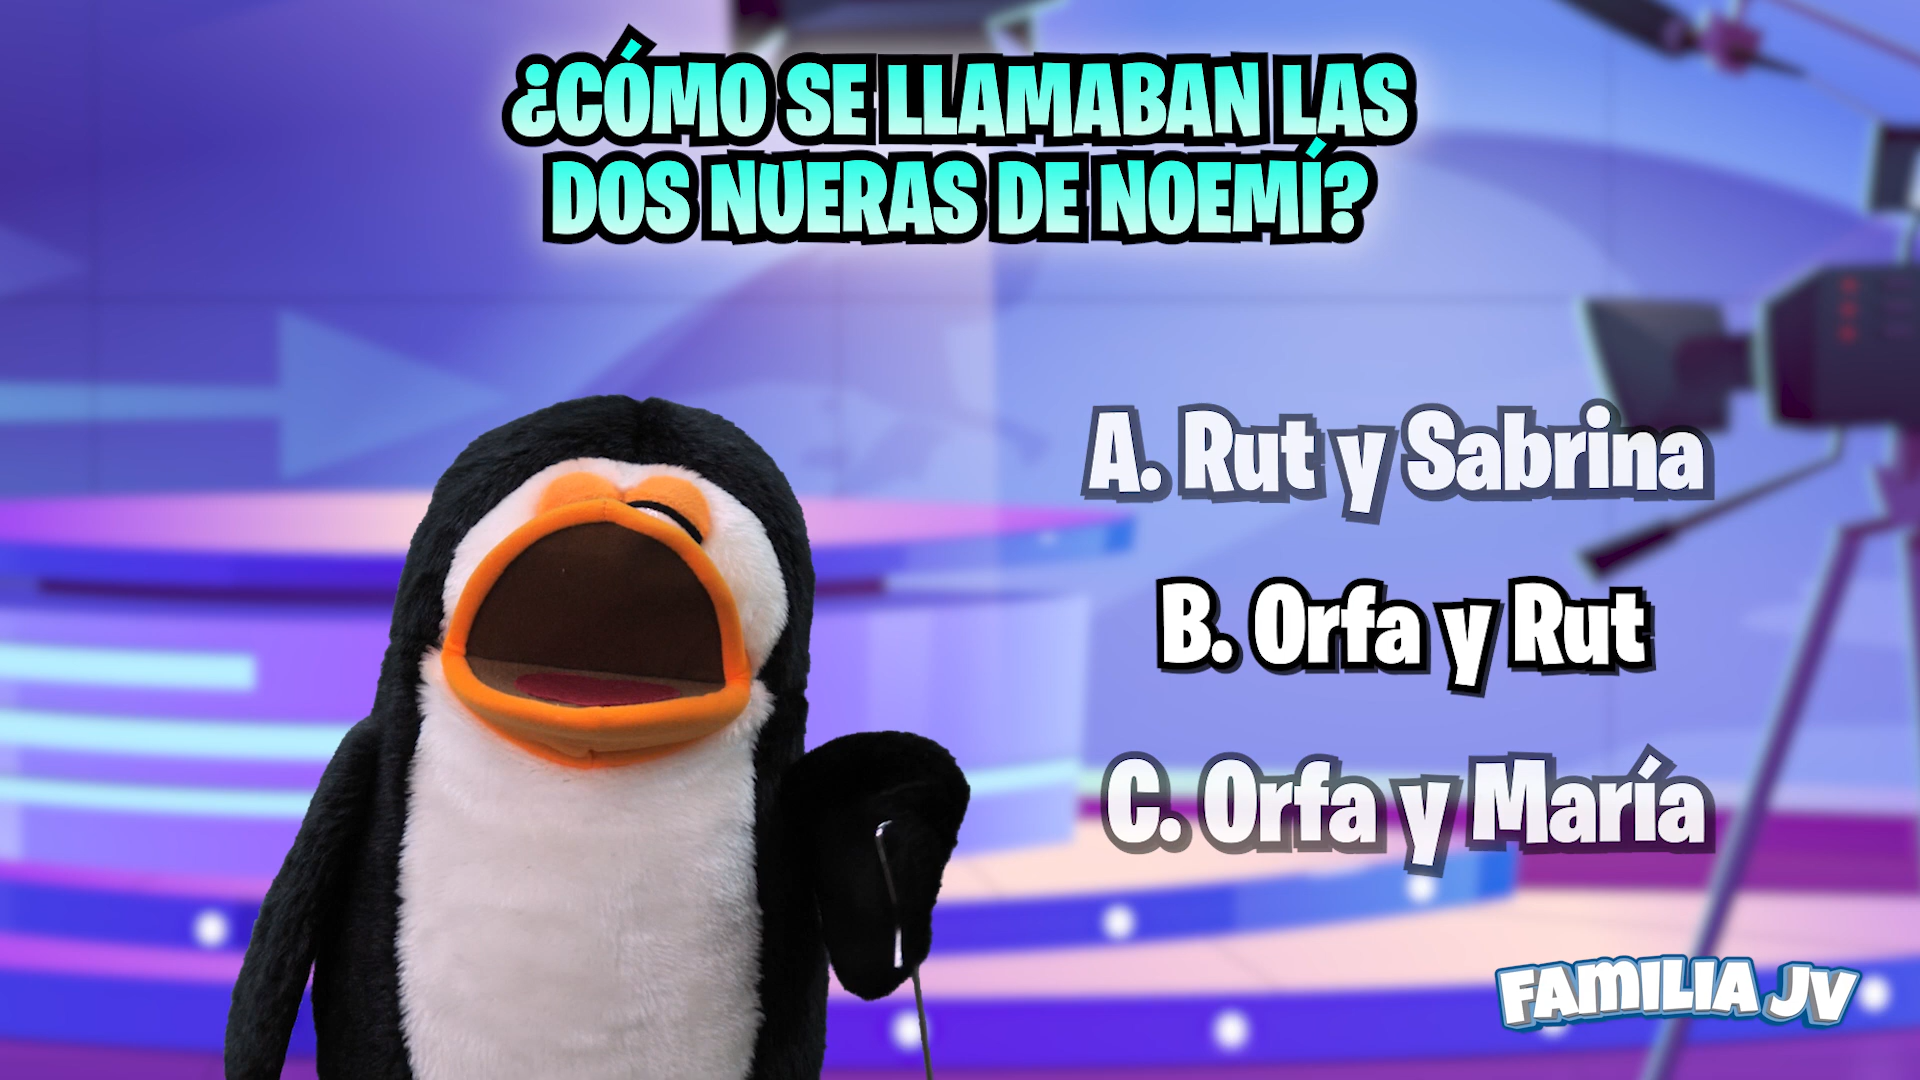 ¿CÓMO SE LLAMABAN LAS
DOS NUERAS DE NOEMÍ?
A. Rut y Sabrina
B. Orfa y Rut
C. Orfa y María
FAMILIA JV